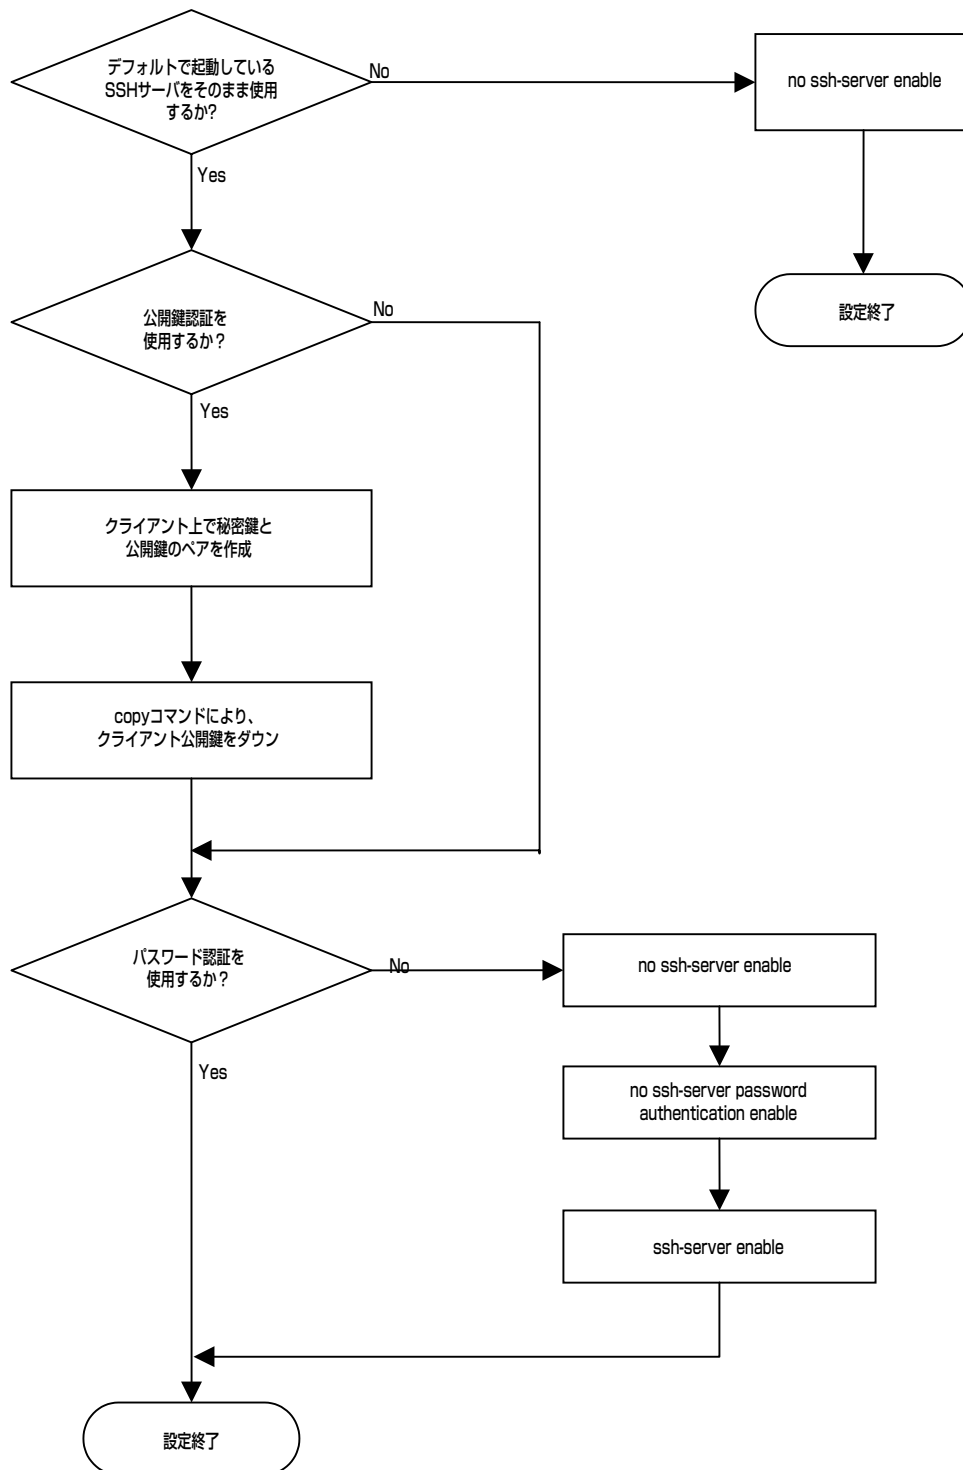 デフォルトで起動している
SSHサーバをそのまま使用
するか?
No
no ssh-server enable
Yes
設定終了
公開鍵認証を
使用するか？
No
Yes
クライアント上で秘密鍵と
公開鍵のペアを作成
copyコマンドにより、
クライアント公開鍵をダウン
パスワード認証を
使用するか？
No
no ssh-server enable
Yes
no ssh-server password
authentication enable
ssh-server enable
設定終了